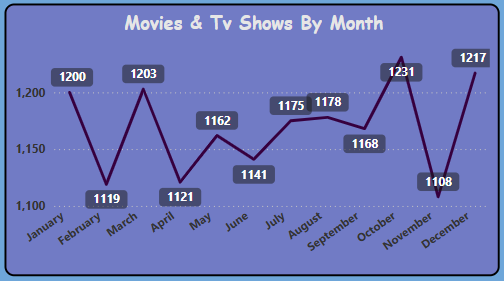 Movies & Tv Shows By Month
1231
1217
1200
1203
1175
1178
1,200
1162
1168
1141
1,150
1119
1121
1108
1,100
January
February
March
April
May
June
July
August
September
October
November
December